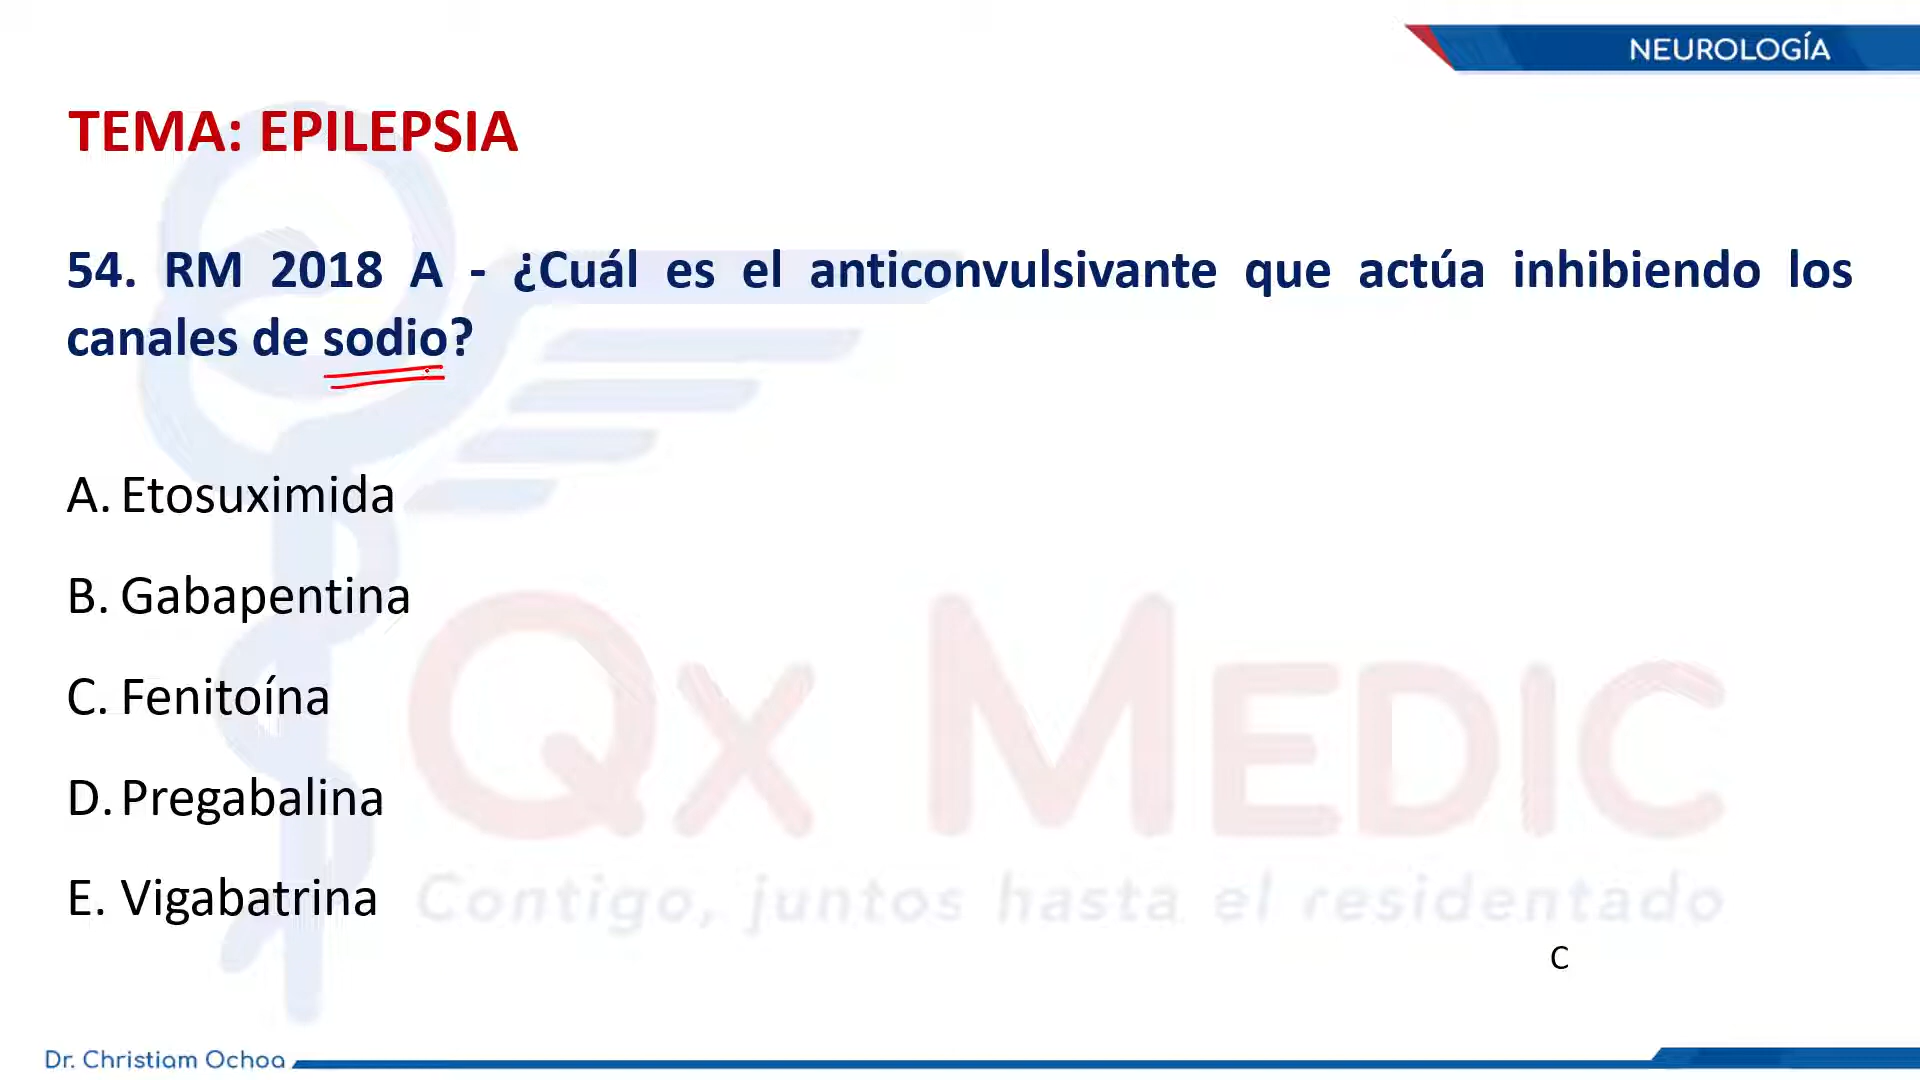 NEUROLOGÍA
TEMA: EPILEPSIA
54. RM 2018 A - ¿Cuál es el anticonvulsivante que actúa inhibiendo los
canales de sodio?
A. Etosuximida
B. Gabapentina
C. Fenitoína
D. Pregabalina
E. Vigabatrina
QX MEDIC
Contigo, juntos hasta el residentado
C
Dr. Christiam Ochoa